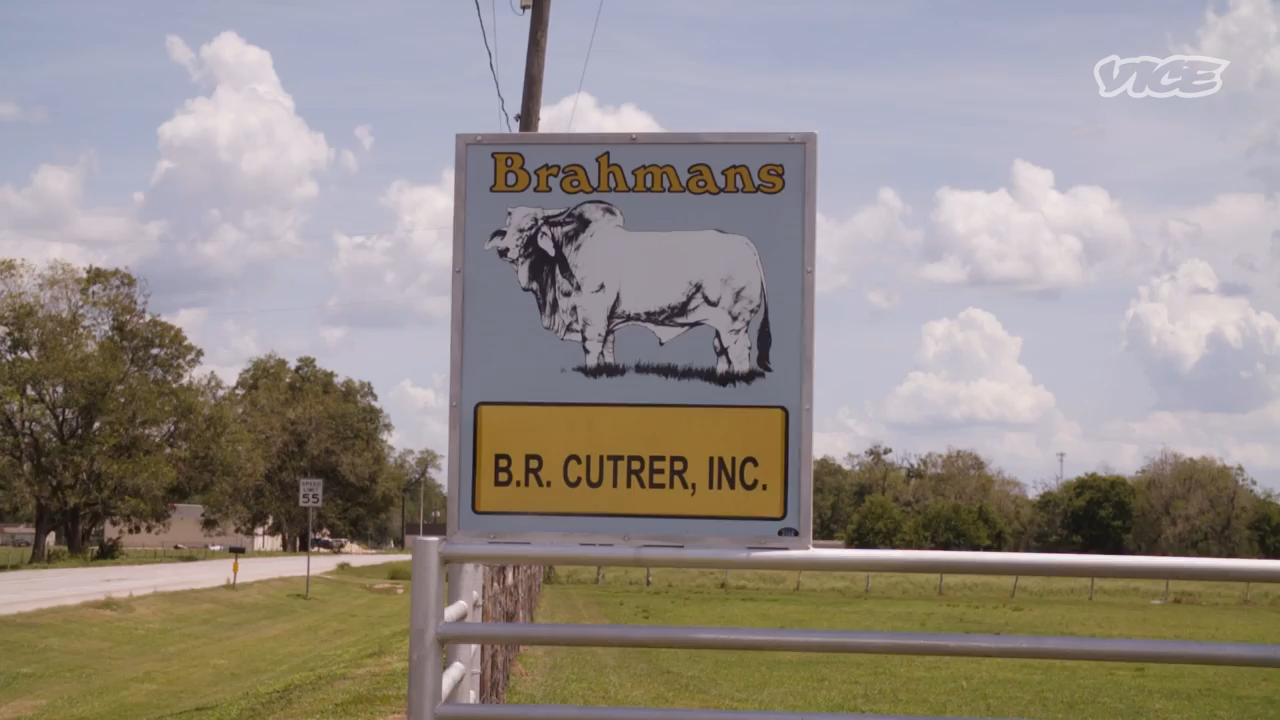 VICE
Brahmans
B.R. CUTRER, INC.
SPEED
LIMIT
55